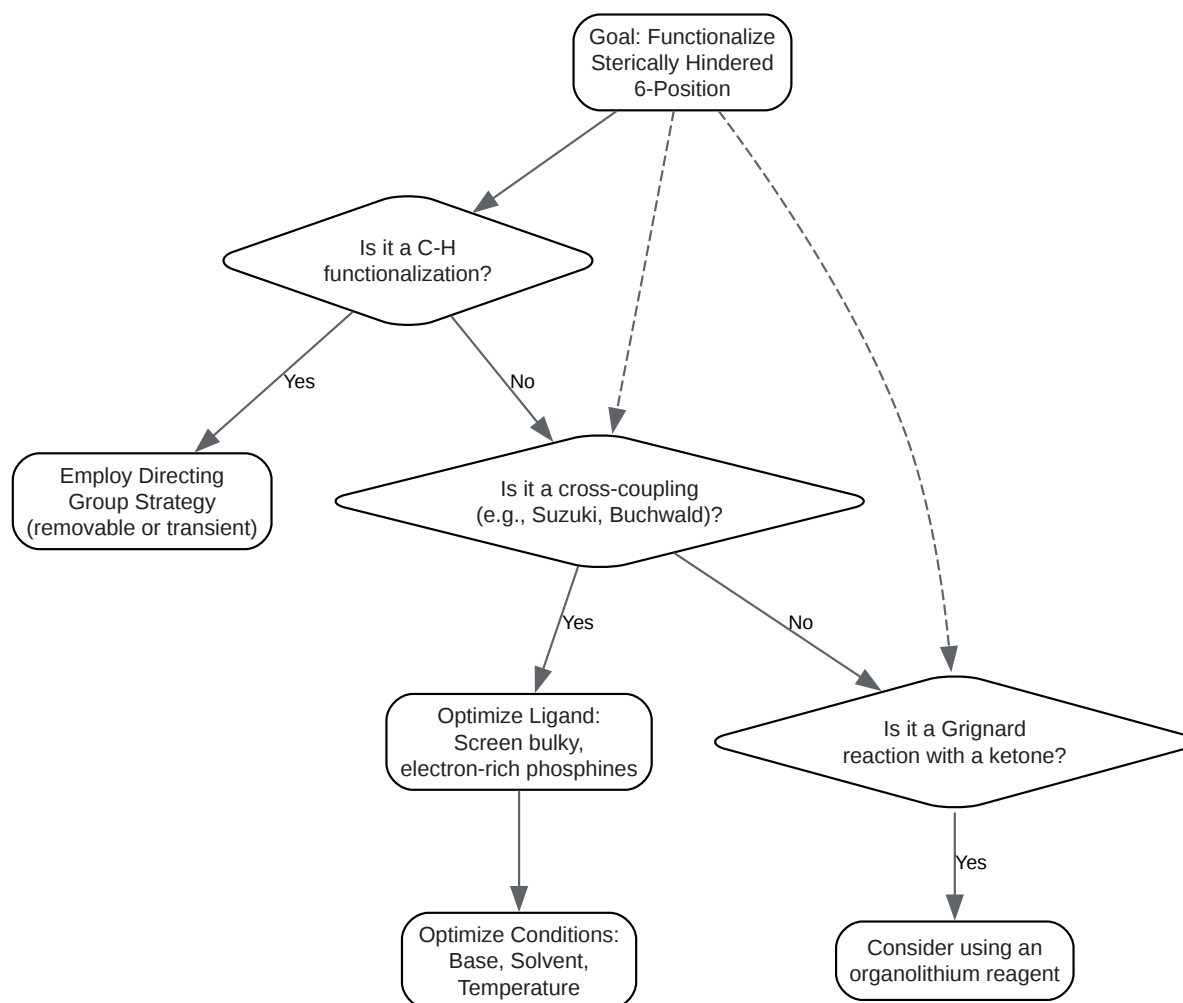 Goal: Functionalize
Sterically Hindered
6-Position
Is it a C-H
functionalization?
Yes
No
Employ Directing
Group Strategy
(removable or transient)
Is it a cross-coupling
(e.g., Suzuki, Buchwald)?
Yes
No
Optimize Ligand:
Screen bulky,
electron-rich phosphines
Is it a Grignard
reaction with a ketone?
Yes
Optimize Conditions:
Base, Solvent,
Temperature
Consider using an
organolithium reagent